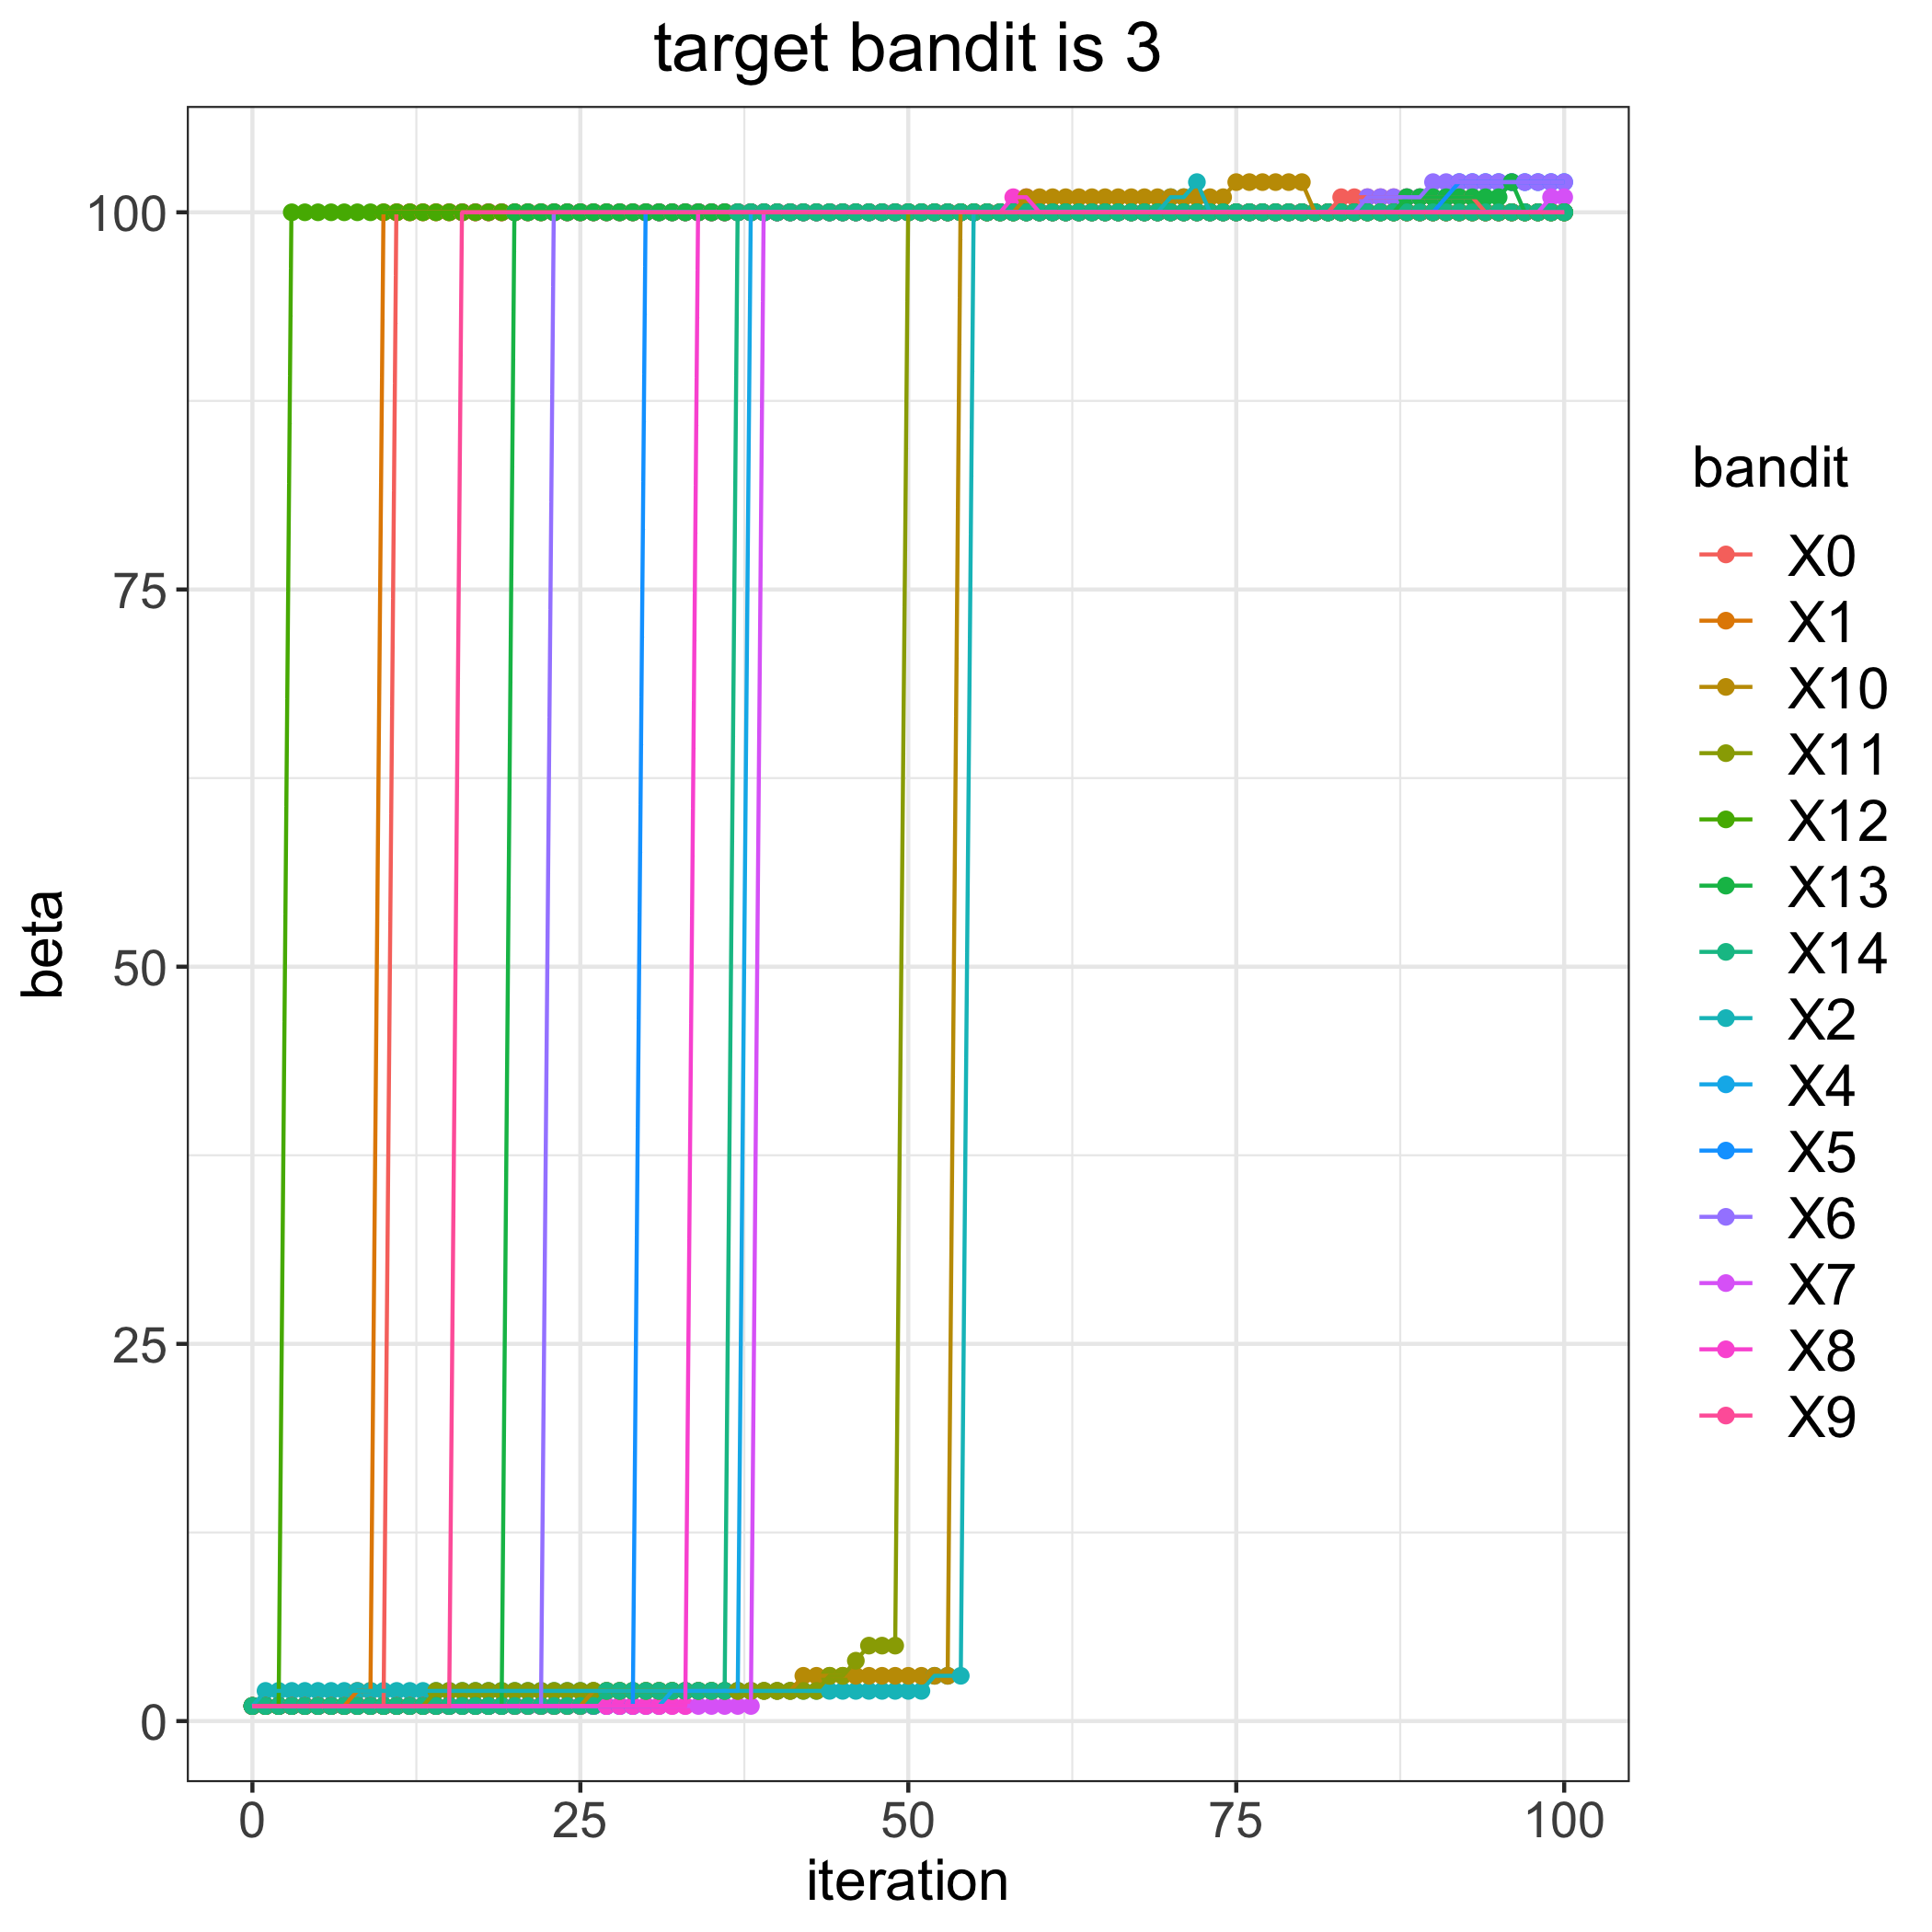 target bandit is 3
100
75
50
25
0
beta
0 25 50 75 100
iteration
bandit
X0
X1
X10
X11
X12
X13
X14
X2
X4
X5
X6
X7
X8
X9